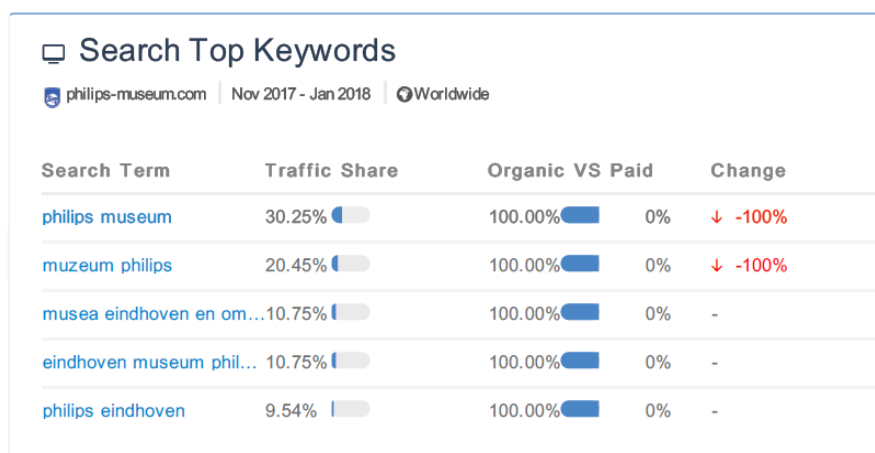 Search Top Keywords
philips-museum.com Nov 2017 - Jan 2018 Worldwide
Search Term Traffic Share Organic VS Paid Change
philips museum 30.25% 100.00% 0% ↓ -100%
muzeum philips 20.45% 100.00% 0% ↓ -100%
musea eindhoven en om... 10.75% 100.00% 0% -
eindhoven museum phil... 10.75% 100.00% 0% -
philips eindhoven 9.54% 100.00% 0% -